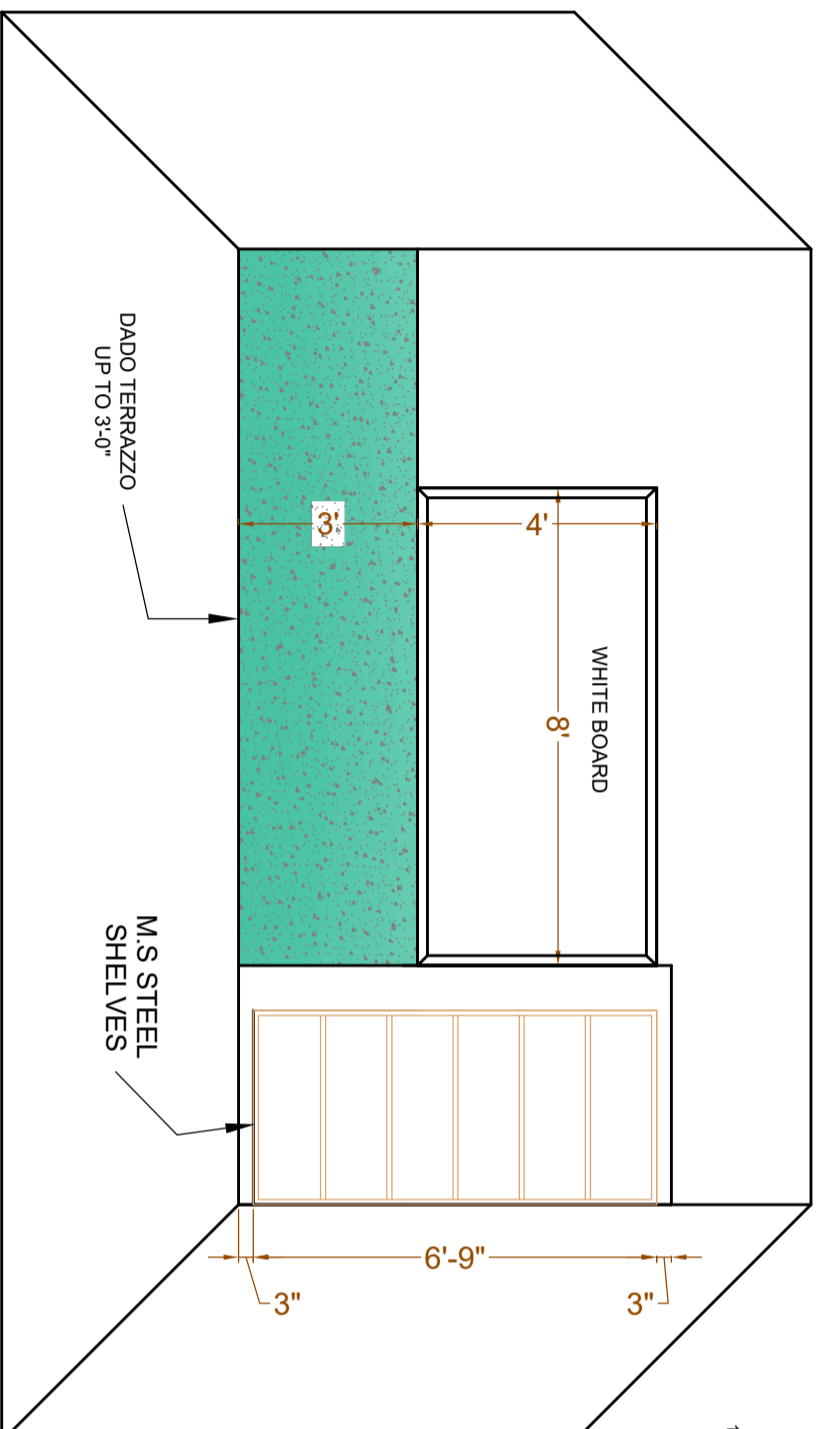 WHITE BOARD
8'
4'
3'
DADO TERRAZZO
UP TO 3'-0"
M.S STEEL
SHELVES
3"
6'-9"
3"